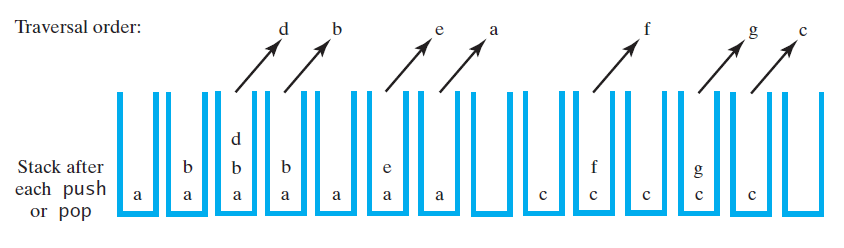 Traversal order: d b e a f g c
d
Stack after b b b e f g
each push a a a a a a a c c c c c
or pop